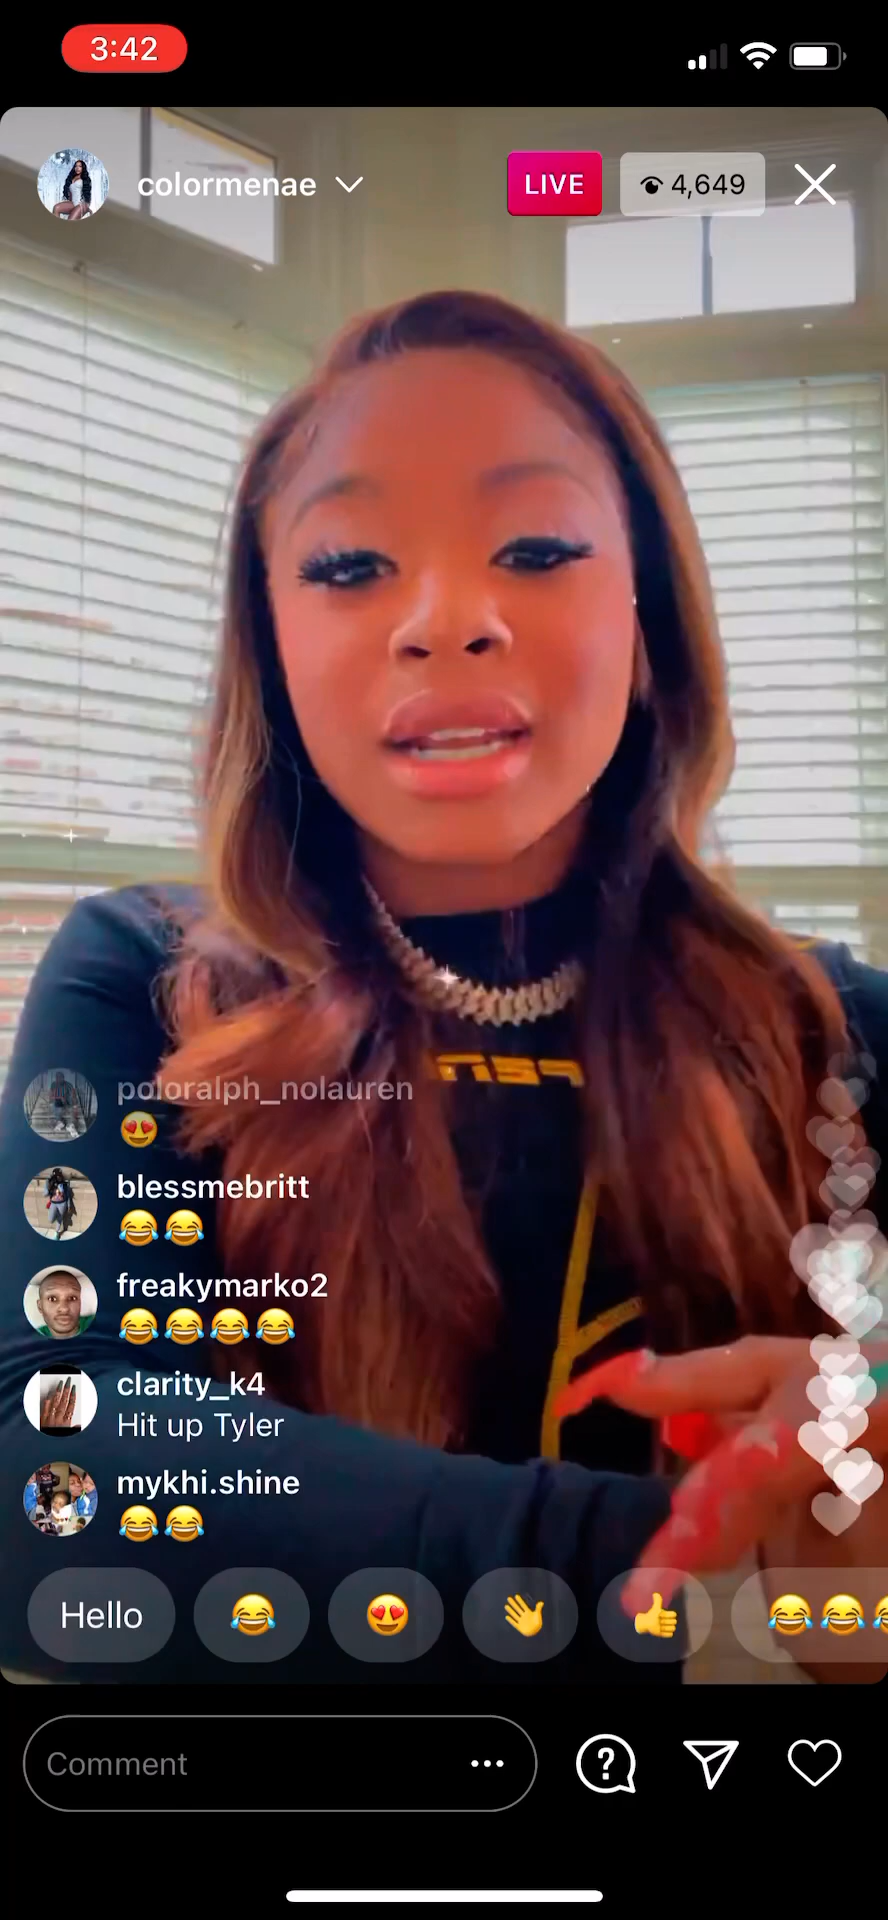 3:42
colormenae
LIVE
4,649
poloralph_nolauren
😍
blessmebritt
😂😂
freakymarko2
😂😂😂😂
clarity_k4
Hit up Tyler
mykhi.shine
😂😂
Hello 😂 😍 👋 👍 😂😂😂
Comment